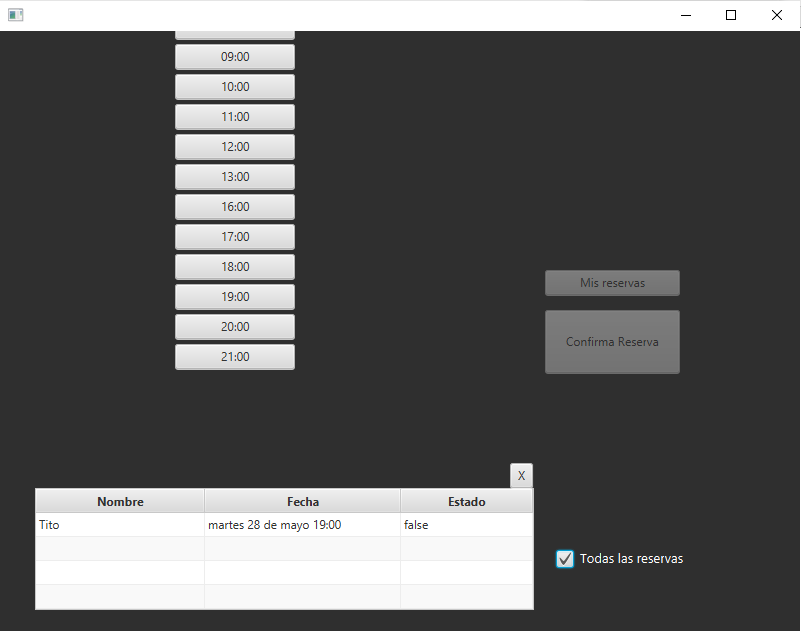 09:00
10:00
11:00
12:00
13:00
16:00
17:00
18:00
19:00
20:00
21:00
Mis reservas
Confirma Reserva
X
Nombre Fecha Estado
Tito martes 28 de mayo 19:00 false
Todas las reservas